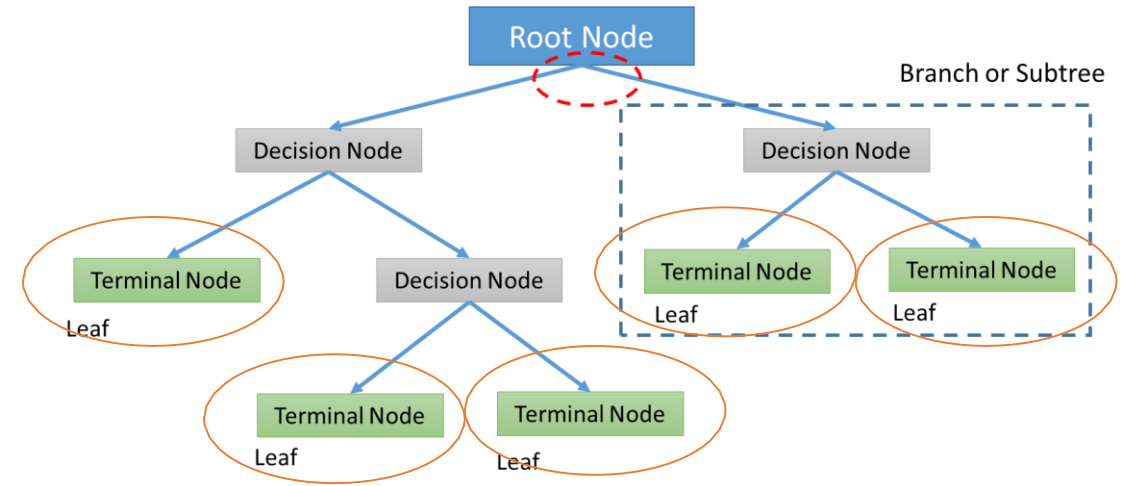 Root Node
Branch or Subtree
Decision Node
Decision Node
Terminal Node
Leaf
Decision Node
Terminal Node
Leaf
Terminal Node
Leaf
Terminal Node
Leaf
Terminal Node
Leaf